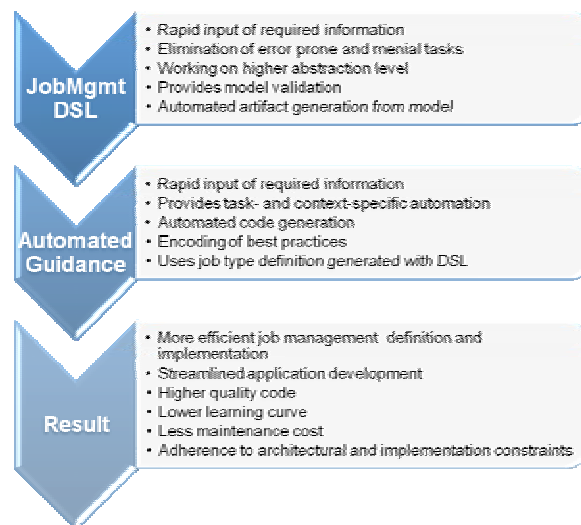 JobMgmt
DSL
• Rapid input of required information
• Elimination of error prone and menial tasks
• Working on higher abstraction level
• Provides model validation
• Automated artifact generation from model
Automated
Guidance
• Rapid input of required information
• Provides task- and context-specific automation
• Automated code generation
• Encoding of best practices
• Uses job type definition generated with DSL
Result
• More efficient job management definition and
implementation
• Streamlined application development
• Higher quality code
• Lower learning curve
• Less maintenance cost
• Adherence to architectural and implementation constraints